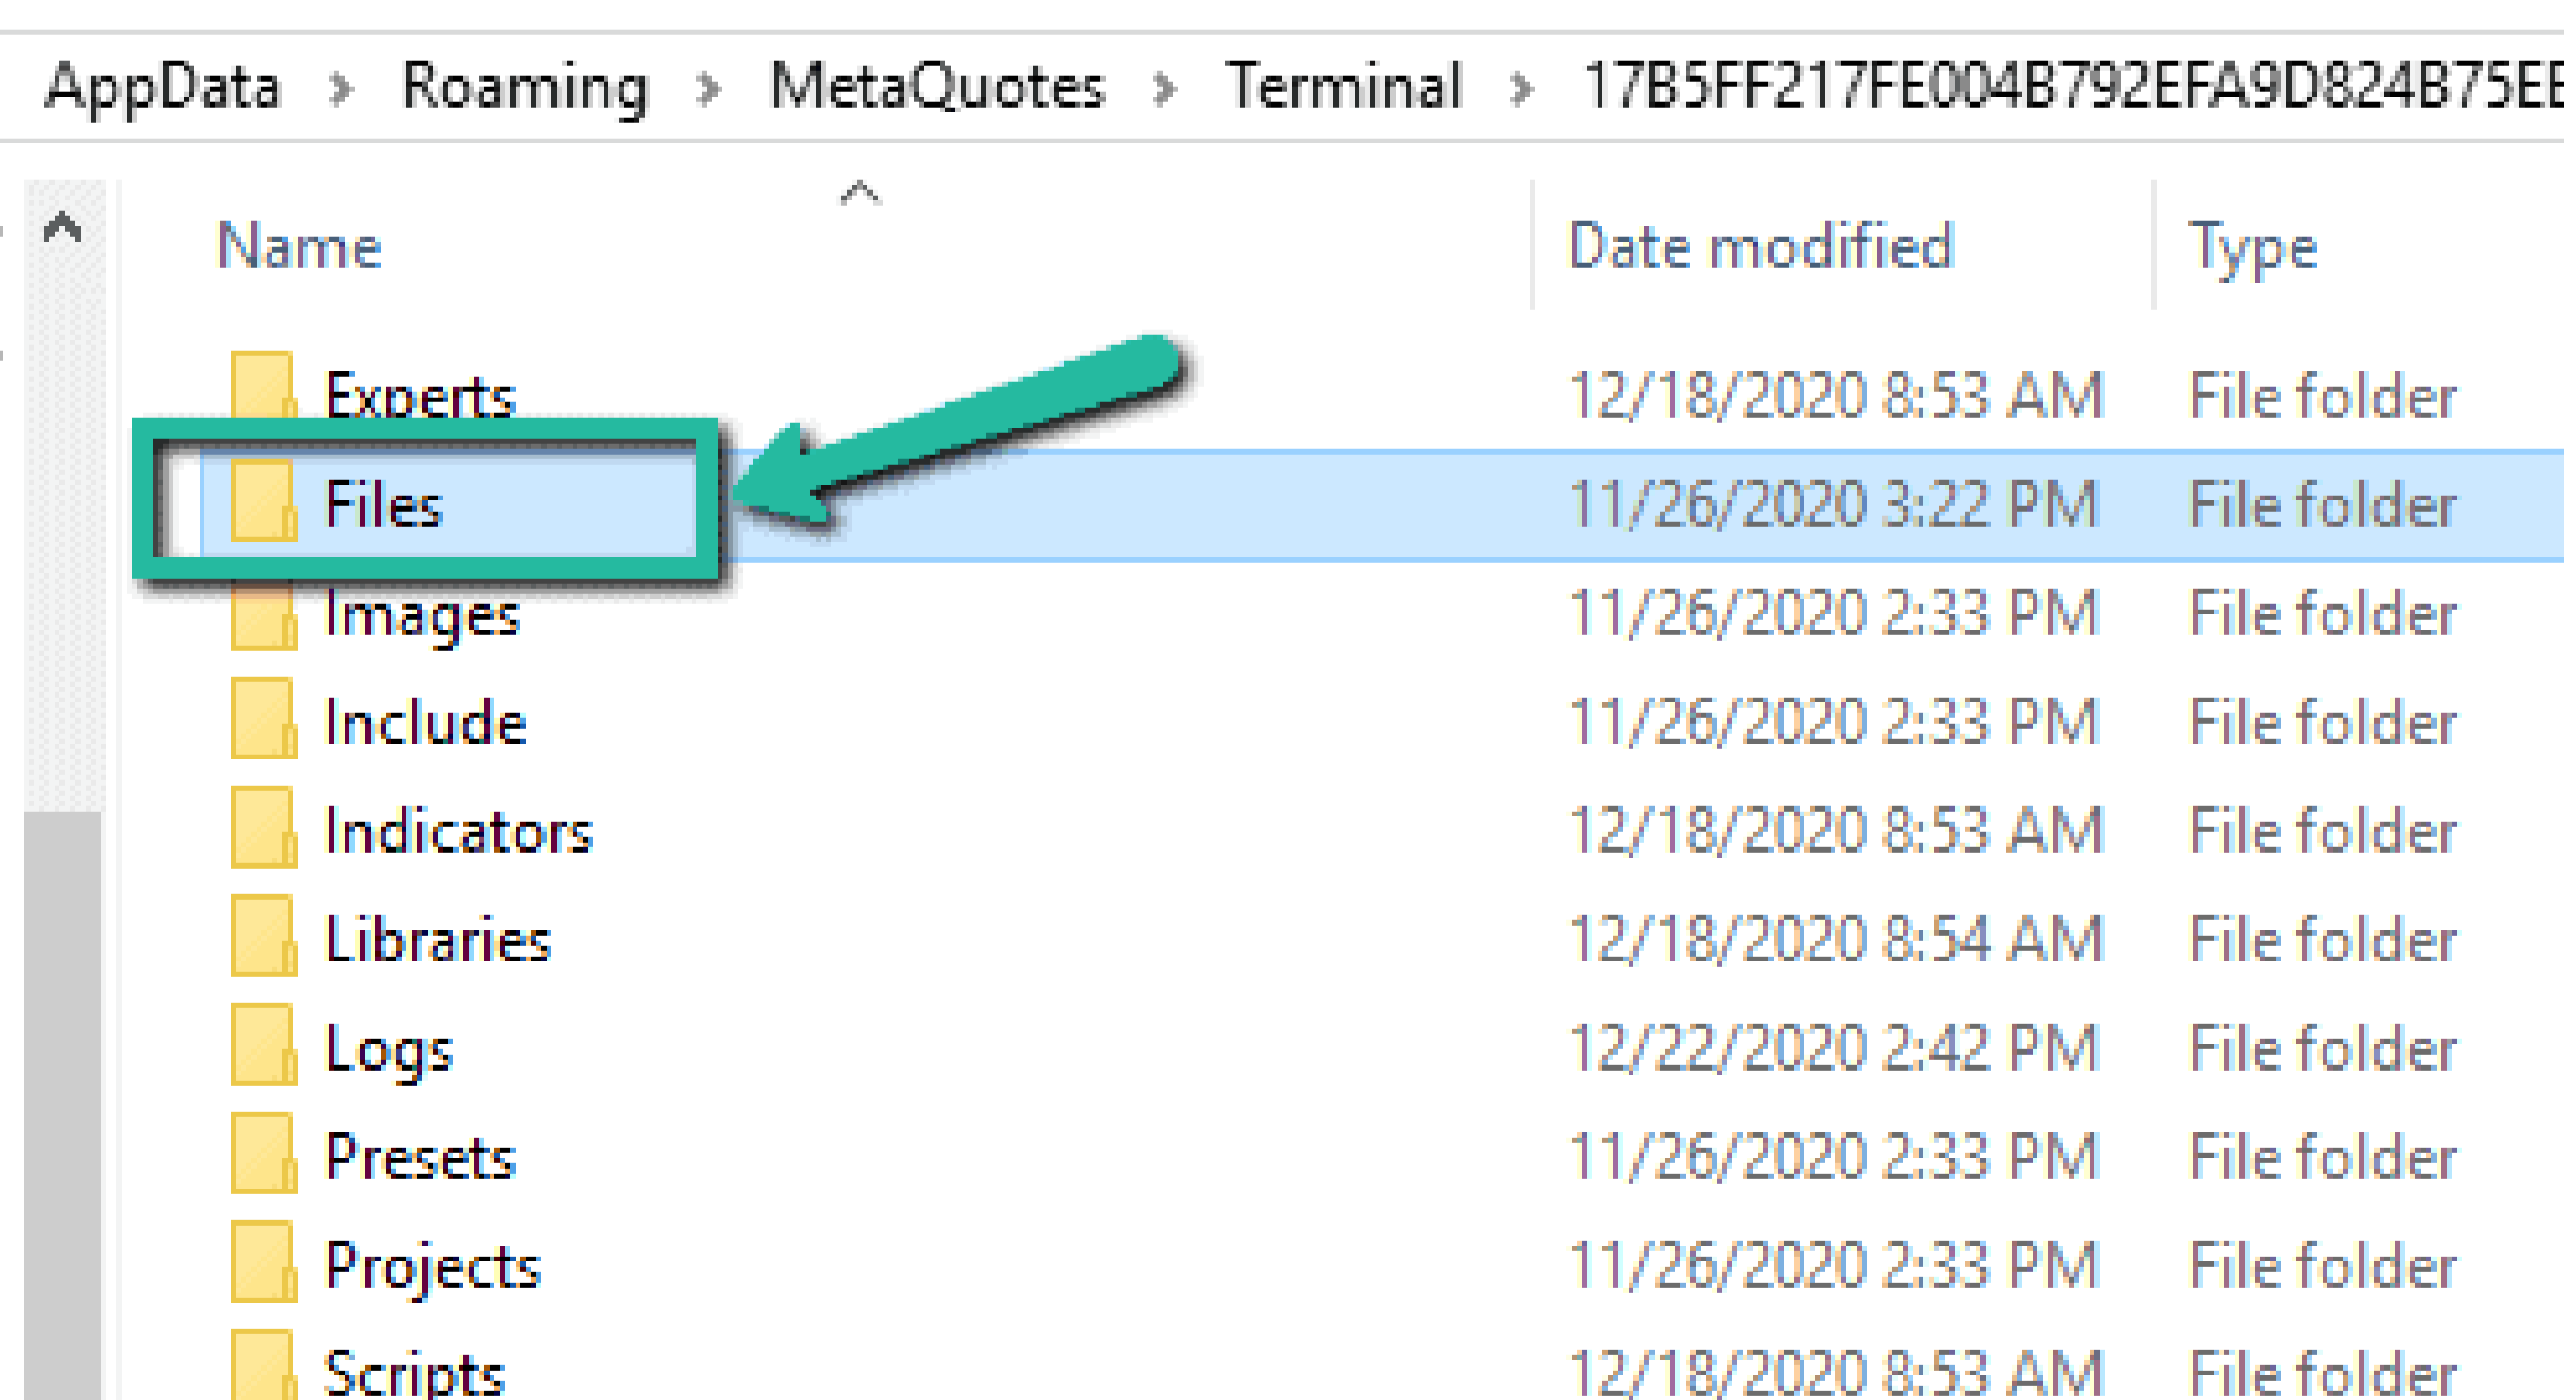 AppData › Roaming › MetaQuotes › Terminal ›
Name Date modified Type
Experts 12/18/2020 8:53 AM File folder
Files 11/26/2020 3:22 PM File folder
Images 11/26/2020 2:33 PM File folder
Include 11/26/2020 2:33 PM File folder
Indicators 12/18/2020 8:53 AM File folder
Libraries 12/18/2020 8:54 AM File folder
Logs 12/22/2020 2:42 PM File folder
Presets 11/26/2020 2:33 PM File folder
Projects 11/26/2020 2:33 PM File folder
Scripts 12/18/2020 8:53 AM File folder